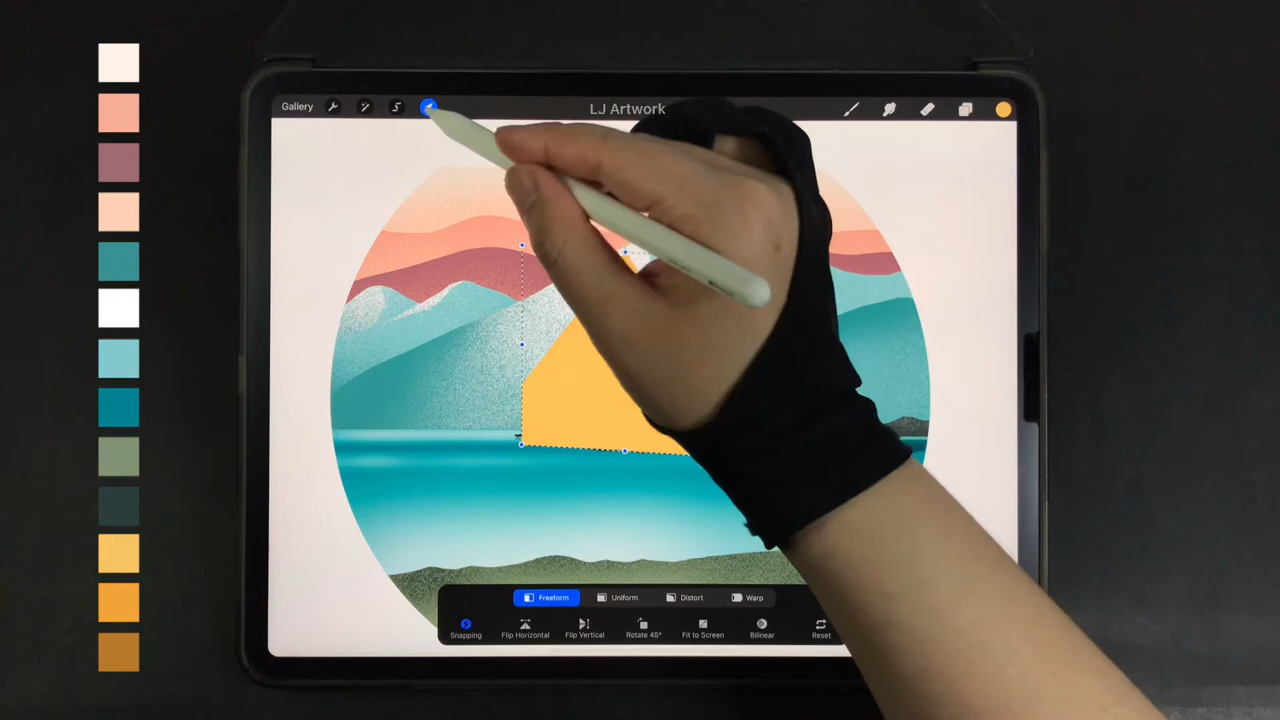 Gallery
LJ Artwork
Freeform Uniform Distort Warp
Snapping Flip Horizontal Flip Vertical Rotate 45° Fit to Screen Bilinear Reset